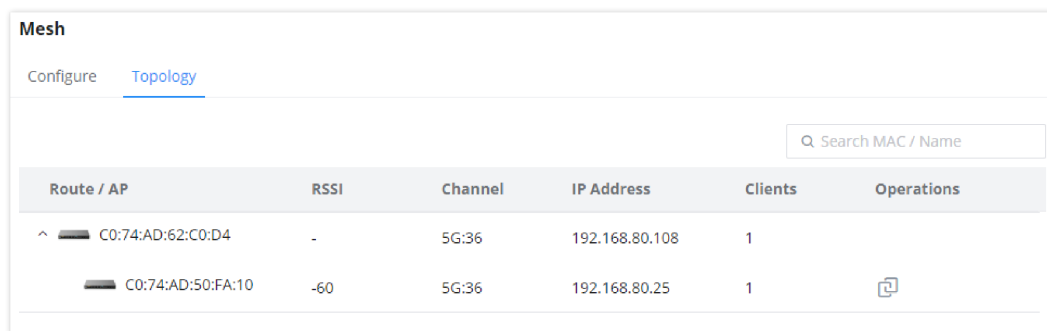 Mesh
Configure Topology
Search MAC / Name
Route / AP RSSI Channel IP Address Clients Operations
C0:74:AD:62:C0:D4 - 5G:36 192.168.80.108 1
C0:74:AD:50:FA:10 -60 5G:36 192.168.80.25 1